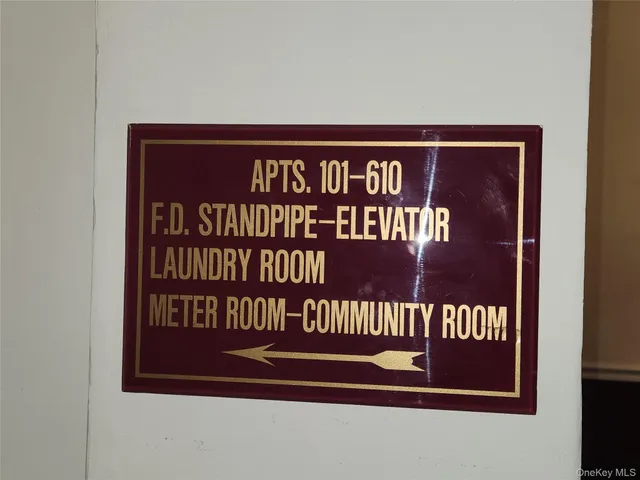 APTS. 101-610
F.D. STANDPIPE-ELEVATOR
LAUNDRY ROOM
METER ROOM-COMMUNITY ROOM
OneKey MLS